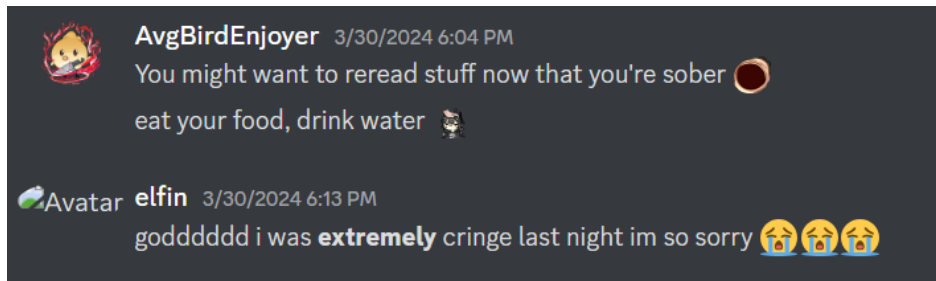 AvgBirdEnjoyer 3/30/2024 6:04 PM
You might want to reread stuff now that you're sober
eat your food, drink water
Avatar elfin 3/30/2024 6:13 PM
godddddd i was extremely cringe last night im so sorry 😭😭😭